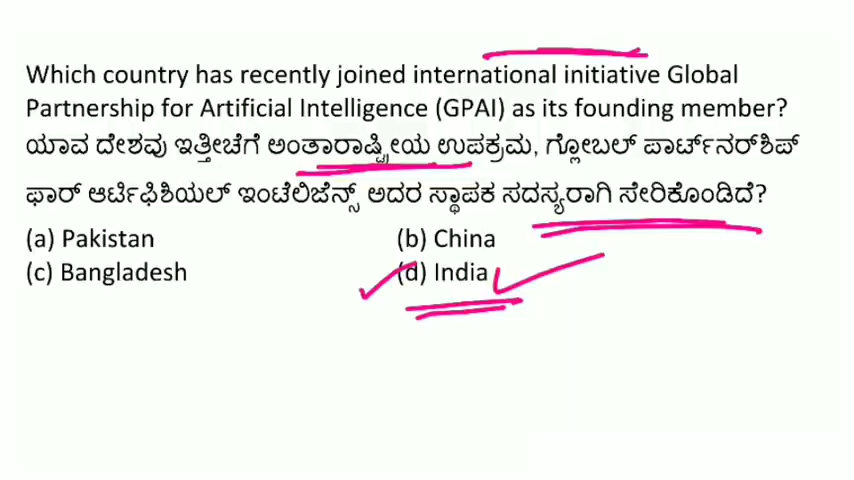 Which country has recently joined international initiative Global
Partnership for Artificial Intelligence (GPAI) as its founding member?
ಯಾವ ದೇಶವು ಇತ್ತೀಚೆಗೆ ಅಂತಾರಾಷ್ಟ್ರೀಯ ಉಪಕ್ರಮ, ಗ್ಲೋಬಲ್ ಪಾರ್ಟ್‌ನರ್‌ಶಿಪ್
ಫಾರ್ ಆರ್ಟಿಫಿಶಿಯಲ್ ಇಂಟೆಲಿಜೆನ್ಸ್ ಅದರ ಸ್ಥಾಪಕ ಸದಸ್ಯರಾಗಿ ಸೇರಿಕೊಂಡಿದೆ?
(a) Pakistan (b) China
(c) Bangladesh (d) India